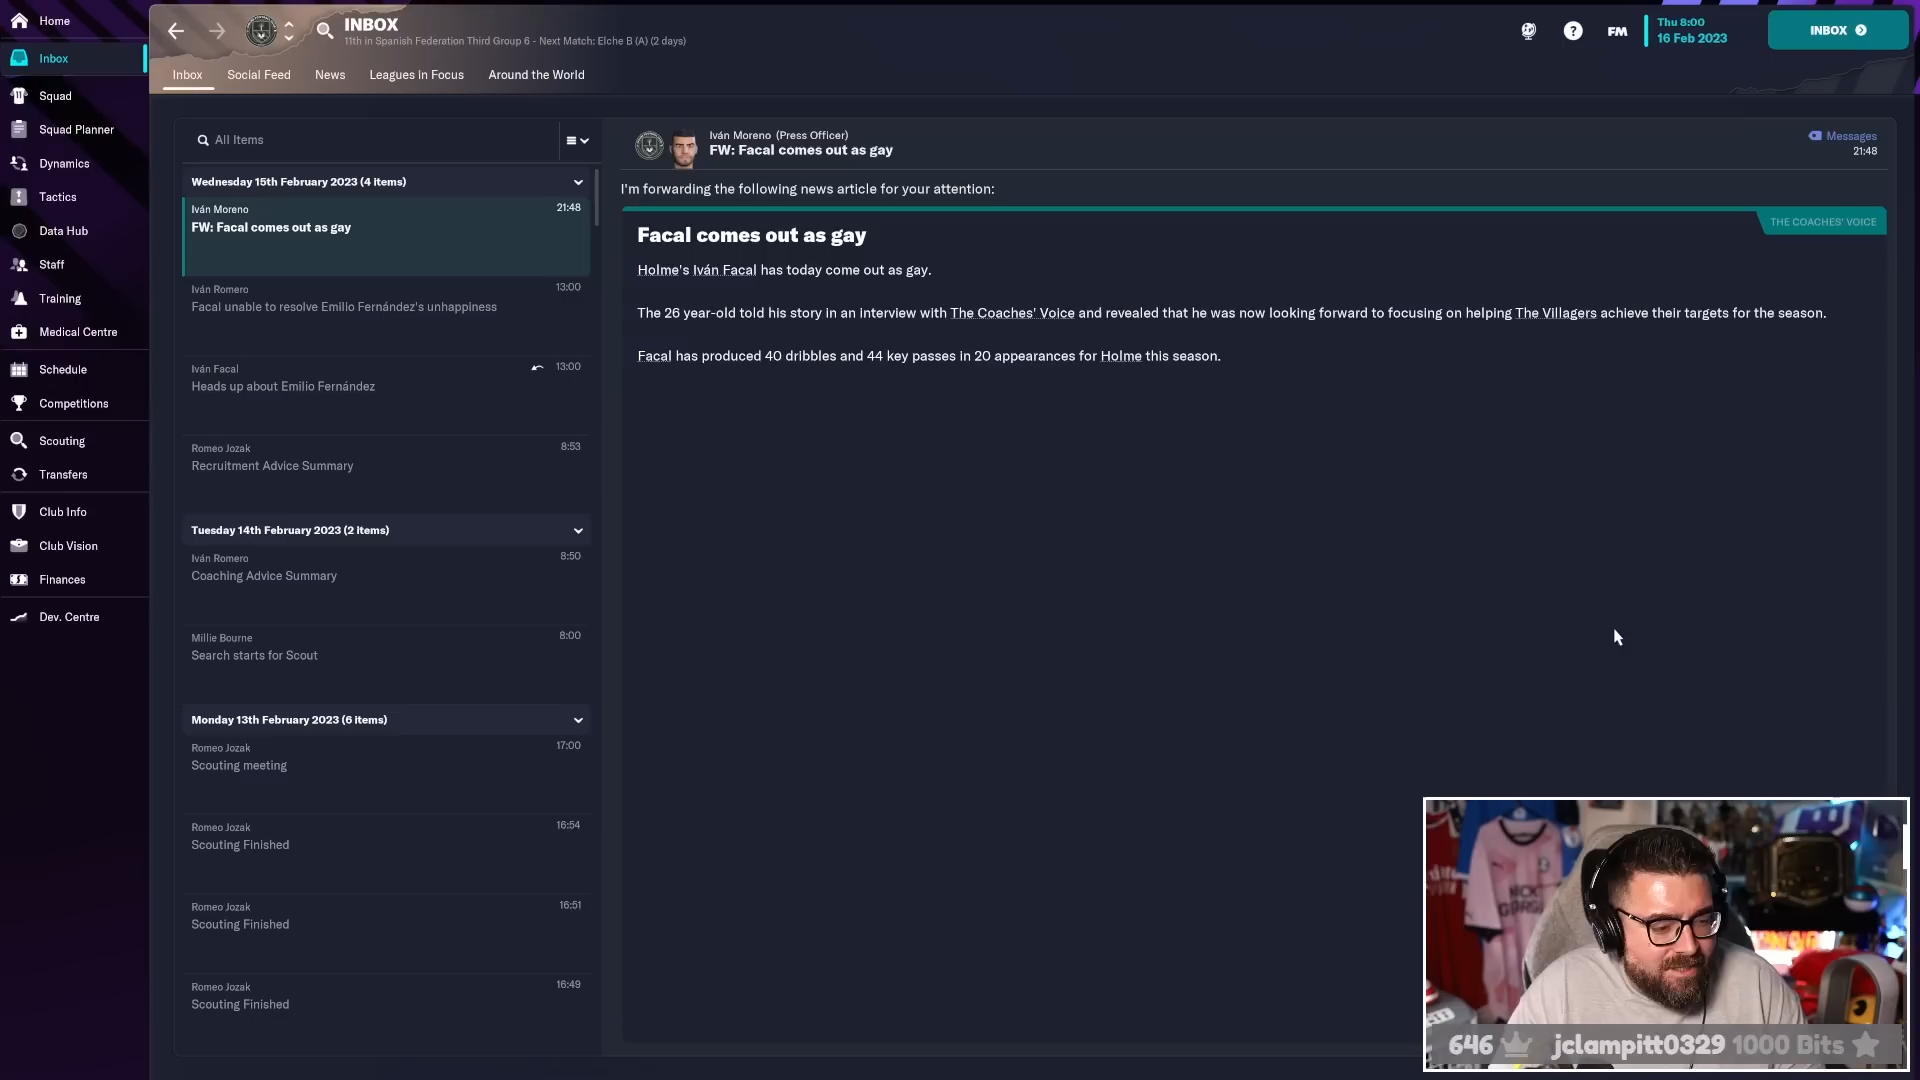 Home
Inbox
Squad
Squad Planner
Dynamics
Tactics
Data Hub
Staff
Training
Medical Centre
Schedule
Competitions
Scouting
Transfers
Club Info
Club Vision
Finances
Dev. Centre
INBOX
11th in Spanish Federation Third Group 6 - Next Match: Elche B (A) (2 days)
?
FM
Thu 8:00
16 Feb 2023
INBOX
Inbox Social Feed News Leagues in Focus Around the World
All Items
Wednesday 15th February 2023 (4 items)
Iván Moreno 21:48
FW: Facal comes out as gay
Iván Romero 13:00
Facal unable to resolve Emilio Fernández's unhappiness
Iván Facal 13:00
Heads up about Emilio Fernández
Romeo Jozak 8:53
Recruitment Advice Summary
Tuesday 14th February 2023 (2 items)
Iván Romero 8:50
Coaching Advice Summary
Millie Bourne 8:00
Search starts for Scout
Monday 13th February 2023 (6 items)
Romeo Jozak 17:00
Scouting meeting
Romeo Jozak 16:54
Scouting Finished
Romeo Jozak 16:51
Scouting Finished
Romeo Jozak 16:49
Scouting Finished
Iván Moreno (Press Officer)
FW: Facal comes out as gay
Messages
21:48
I'm forwarding the following news article for your attention:
THE COACHES' VOICE
Facal comes out as gay
Holme's Iván Facal has today come out as gay.
The 26 year-old told his story in an interview with The Coaches' Voice and revealed that he was now looking forward to focusing on helping The Villagers achieve their targets for the season.
Facal has produced 40 dribbles and 44 key passes in 20 appearances for Holme this season.
646 jclampitt0329 1000 Bits